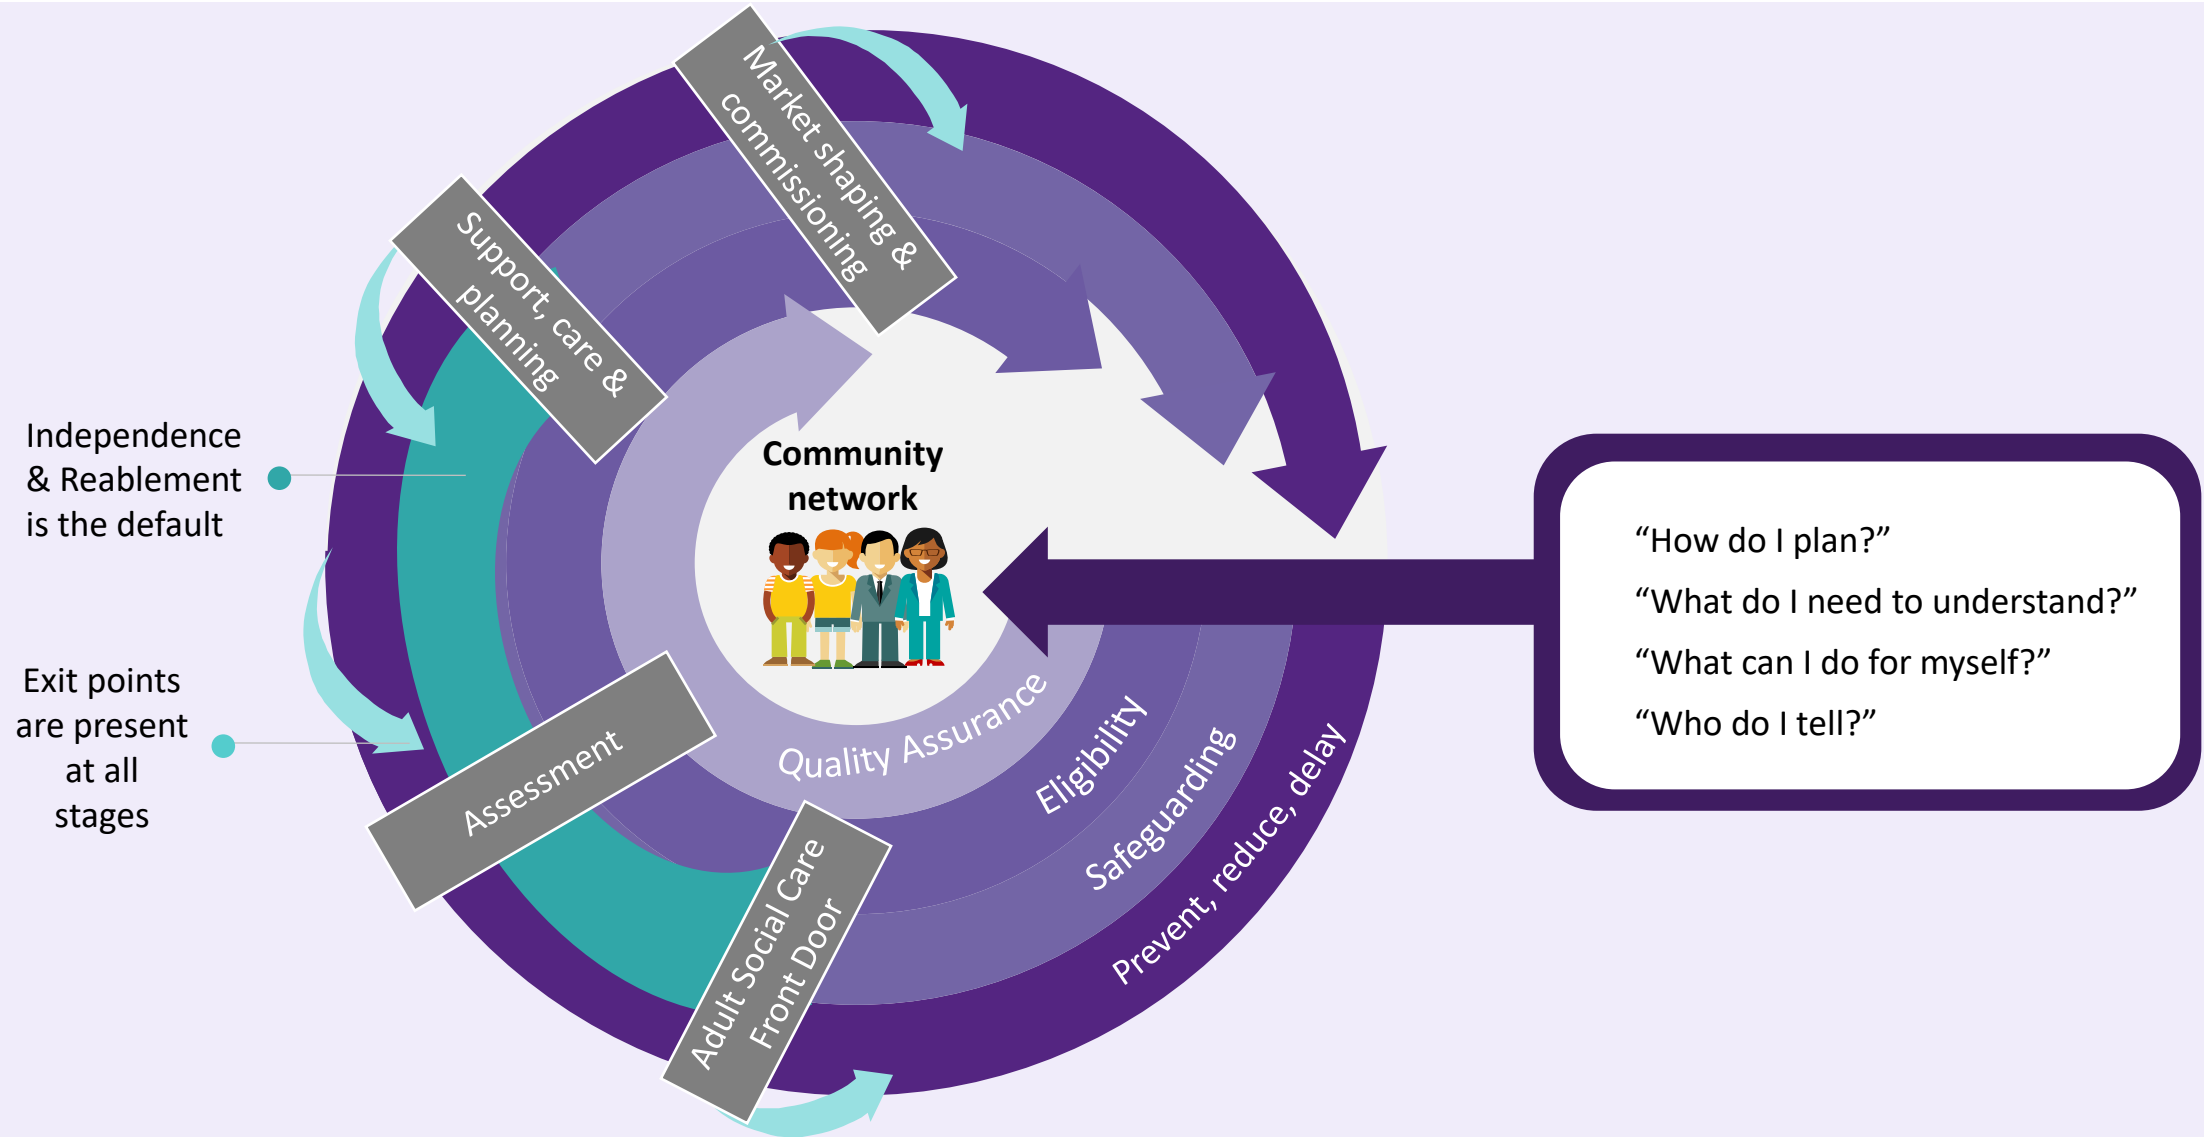 Market shaping &
commissioning
Support, care &
planning
Independence
& Reablement
is the default
Exit points
are present
at all
stages
Assessment
Adult Social Care
Front Door
Community
network
Quality Assurance
Eligibility
Safeguarding
Prevent, reduce, delay
“How do I plan?”
“What do I need to understand?”
“What can I do for myself?”
“Who do I tell?”